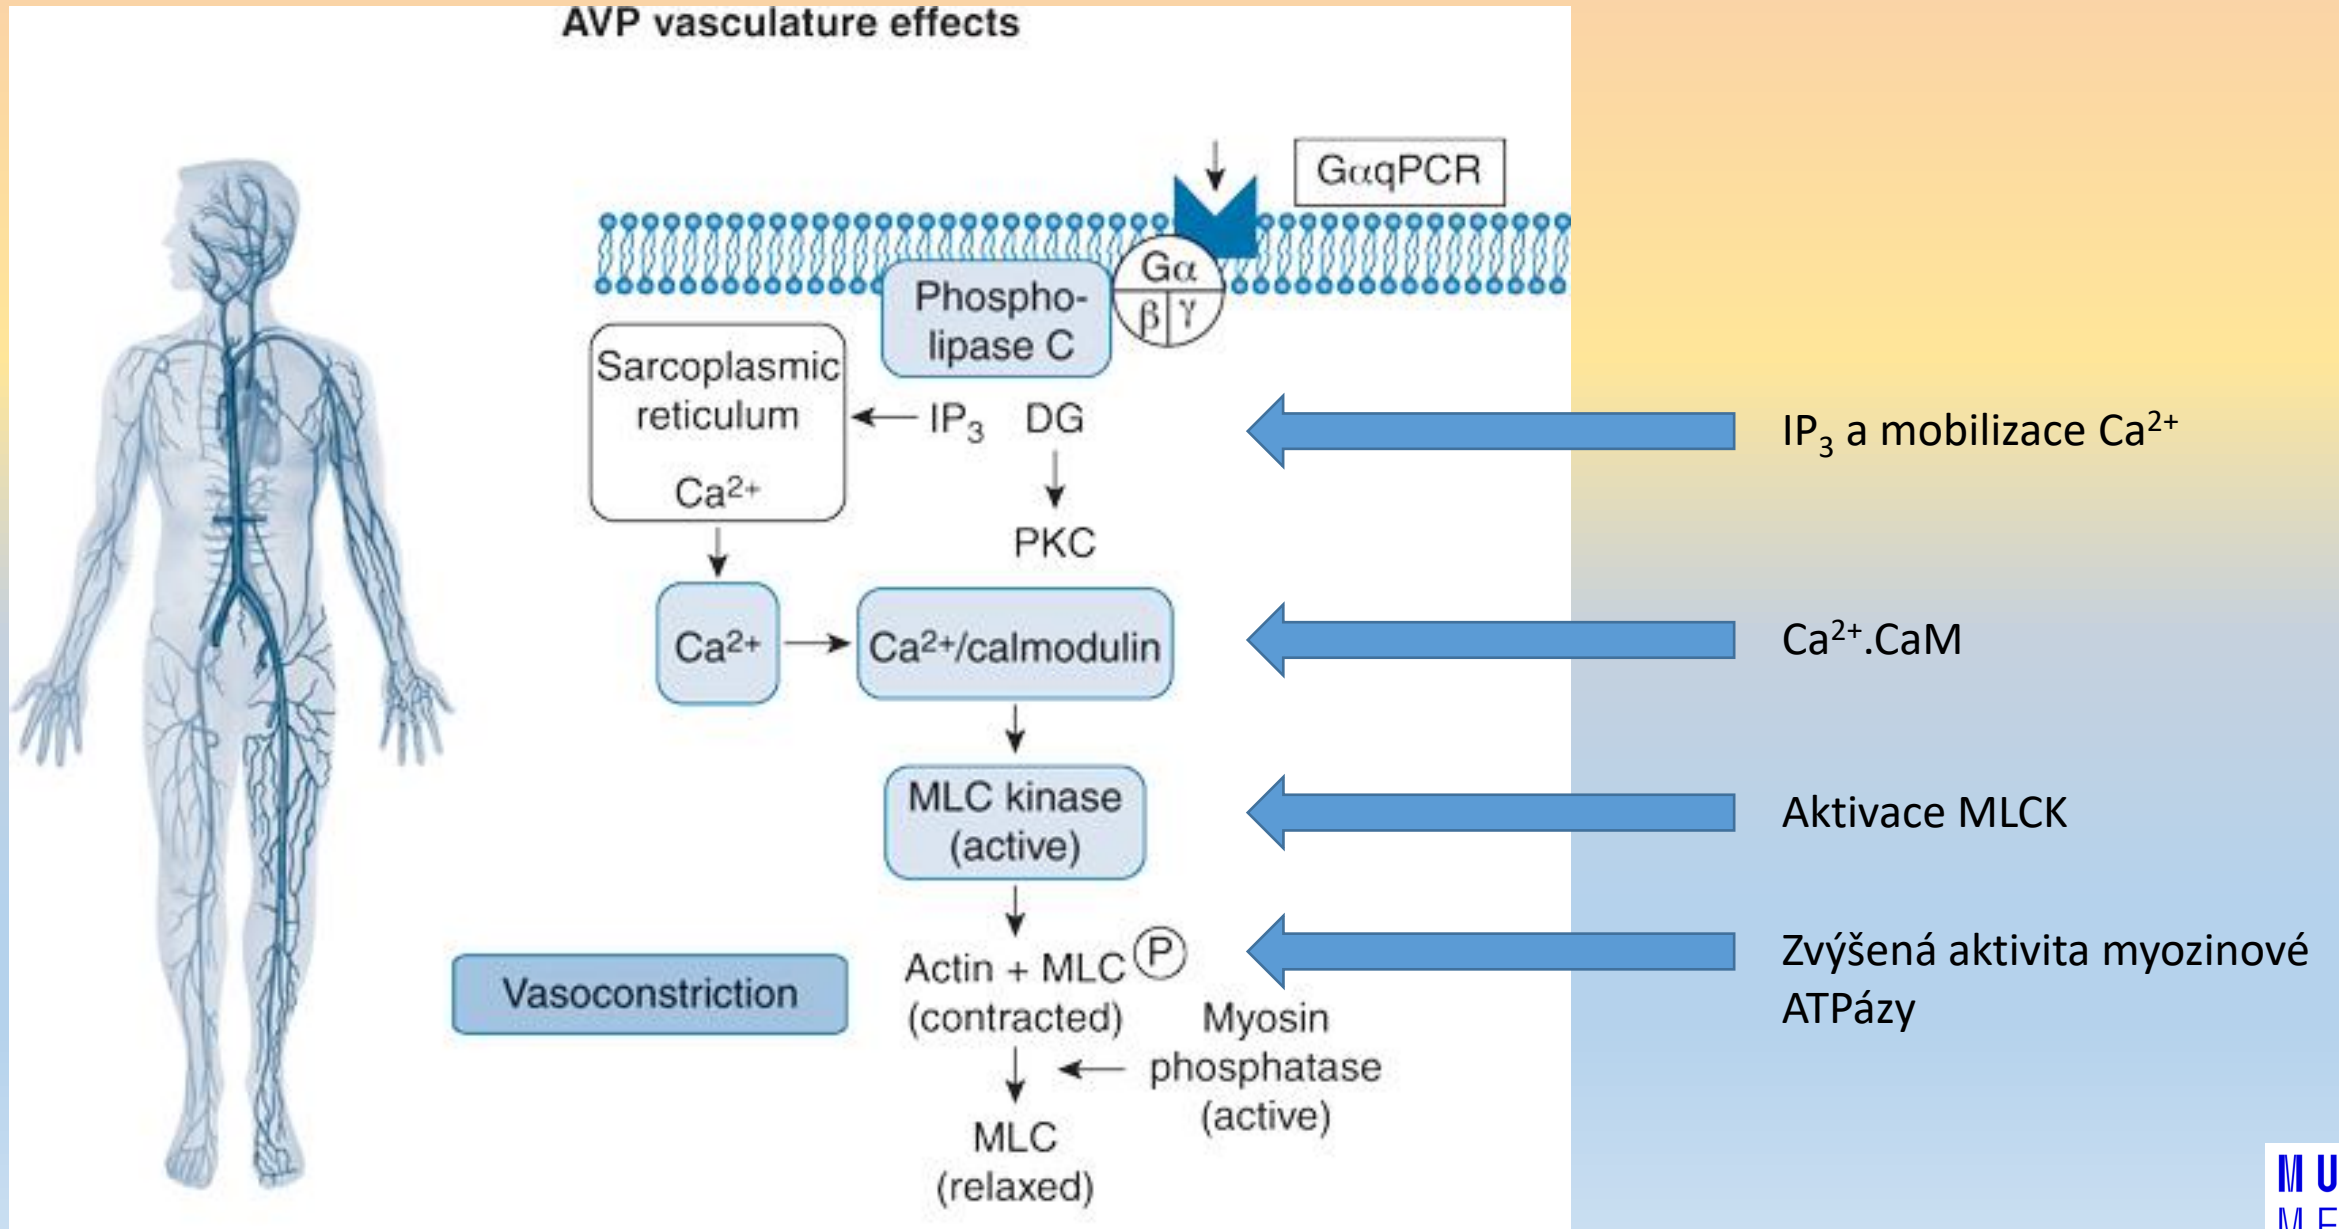 AVP vasculature effects
GαqPCR
Gα
β γ
Phospho-
lipase C
Sarcoplasmic
reticulum
Ca²⁺
IP₃ DG
PKC
Ca²⁺
Ca²⁺/calmodulin
MLC kinase
(active)
Vasoconstriction
Actin + MLC P
(contracted)
Myosin
phosphatase
(active)
MLC
(relaxed)
IP₃ a mobilizace Ca²⁺
Ca²⁺.CaM
Aktivace MLCK
Zvýšená aktivita myozinové
ATPázy
MU